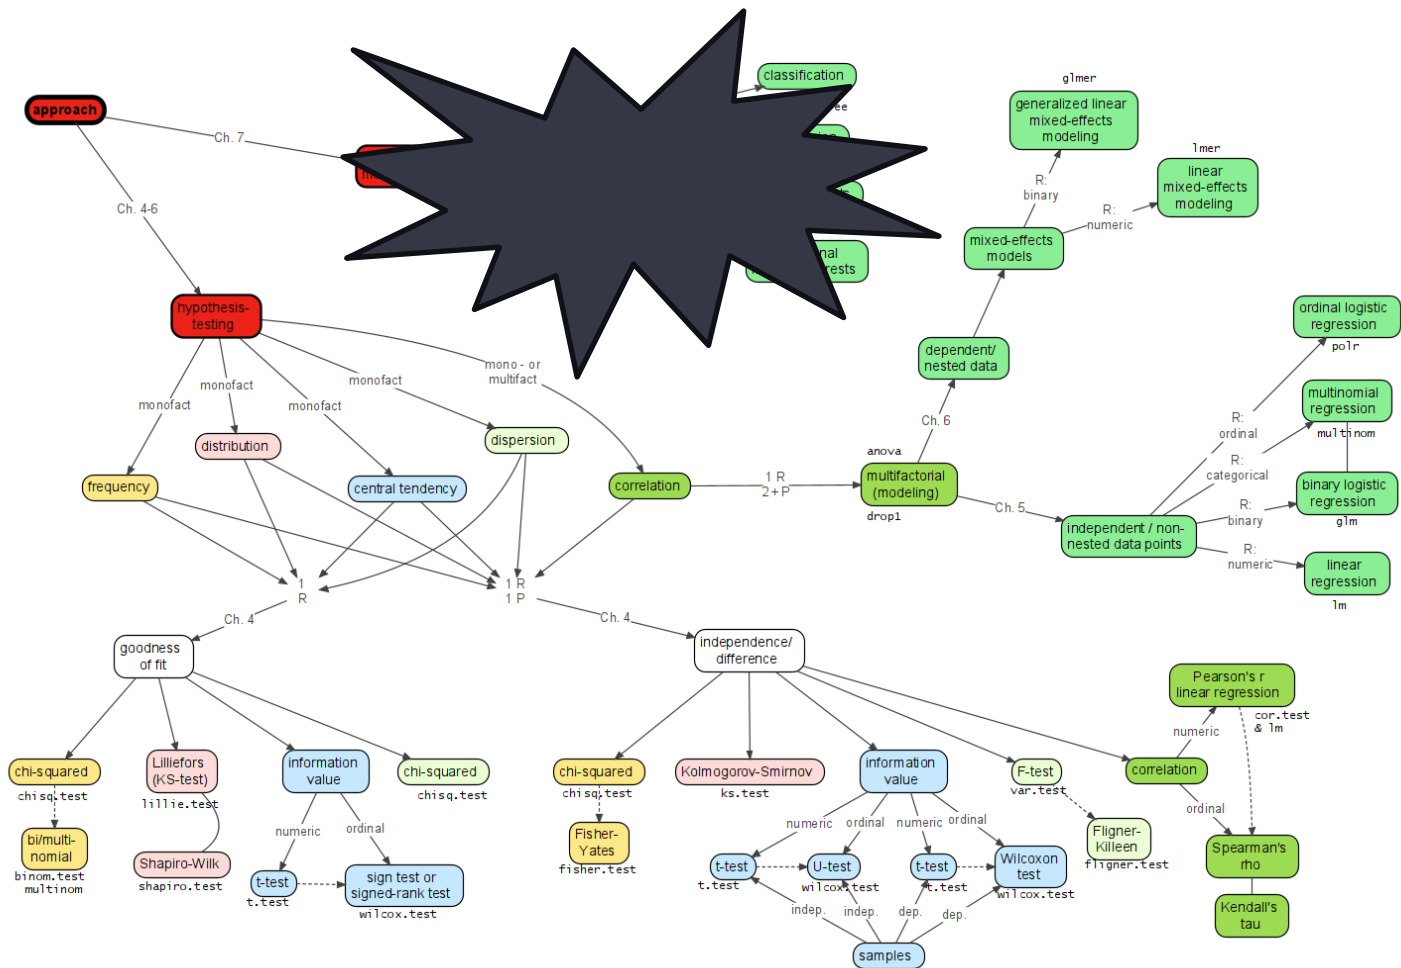 glmer
classification
generalized linear
mixed-effects
modeling
approach
Ch. 7
lmer
linear
mixed-effects
modeling
R:
binary
R:
numeric
Ch. 4-6
mixed-effects
models
hypothesis-
testing
ordinal logistic
regression
polr
mono - or
multifact
monofact
monofact
monofact
monofact
dependent/
nested data
Ch. 6
multinomial
regression
multinom
R:
ordinal
R:
categorical
distribution
dispersion
anova
frequency
central tendency
correlation
1 R
2+ P
multifactorial
(modeling)
drop1
Ch. 5
binary logistic
regression
glm
R:
binary
independent / non-
nested data points
R:
numeric
linear
regression
lm
1
R
1 R
1 P
Ch. 4
Ch. 4
goodness
of fit
independence/
difference
Pearson's r
linear regression
cor.test
& lm
numeric
chi-squared
chisq.test
Lilliefors
(KS-test)
lillie.test
information
value
chi-squared
chisq.test
chi-squared
chisq.test
Kolmogorov-Smirnov
ks.test
information
value
F-test
var.test
correlation
ordinal
numeric
ordinal
numeric
ordinal
numeric
ordinal
bi/multi-
nomial
binom.test
multinom
Shapiro-Wilk
shapiro.test
t-test
t.test
sign test or
signed-rank test
wilcox.test
Fisher-
Yates
fisher.test
t-test
t.test
U-test
wilcox.test
t-test
t.test
Wilcoxon
test
wilcox.test
Fligner-
Killeen
fligner.test
Spearman's
rho
Kendall's
tau
indep.
indep.
dep.
dep.
samples